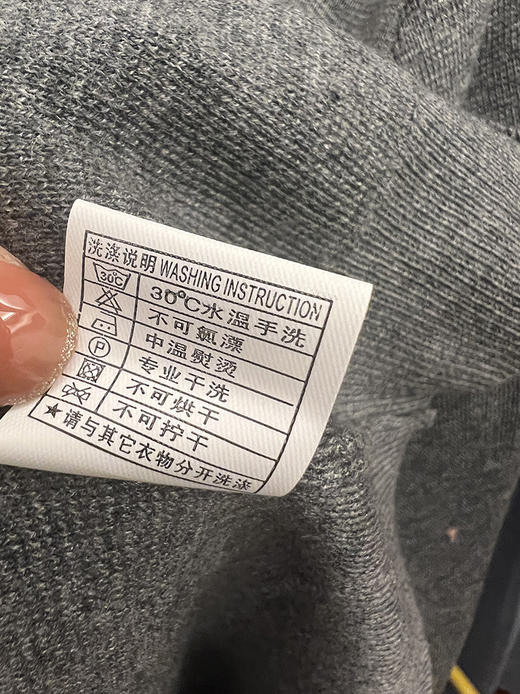 洗涤说明 WASHING INSTRUCTION
30°C 30°C水温手洗
不可氯漂
中温熨烫
P 专业干洗
不可烘干
不可拧干
★请与其它衣物分开洗涤